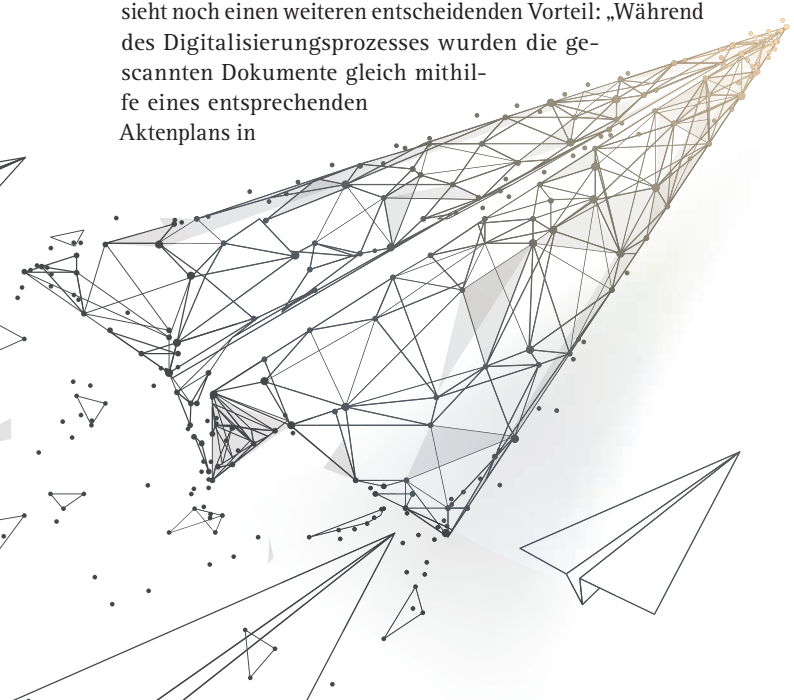 sieht noch einen weiteren entscheidenden Vorteil: „Während
des Digitalisierungsprozesses wurden die ge-
scannten Dokumente gleich mithil-
fe eines entsprechenden
Aktenplans in